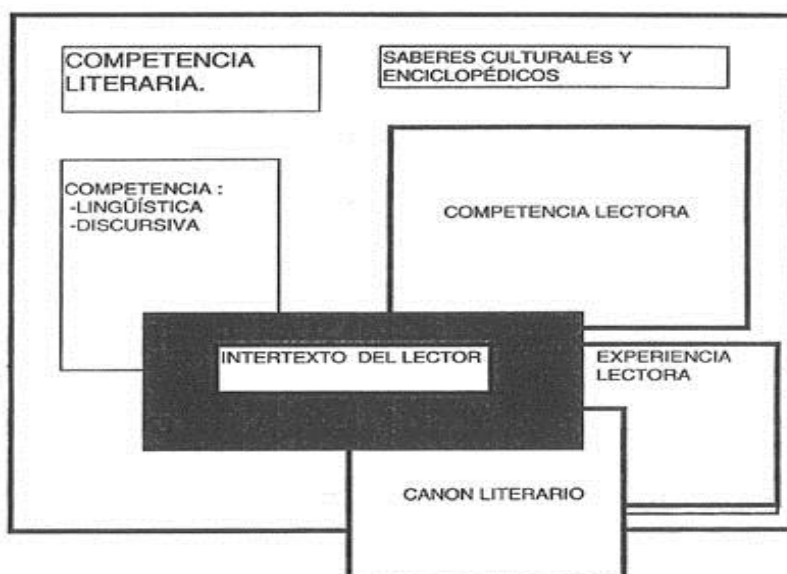 COMPETENCIA
LITERARIA.
SABERES CULTURALES Y
ENCICLOPÉDICOS
COMPETENCIA :
-LINGÜÍSTICA
-DISCURSIVA
COMPETENCIA LECTORA
INTERTEXTO DEL LECTOR
EXPERIENCIA
LECTORA
CANON LITERARIO